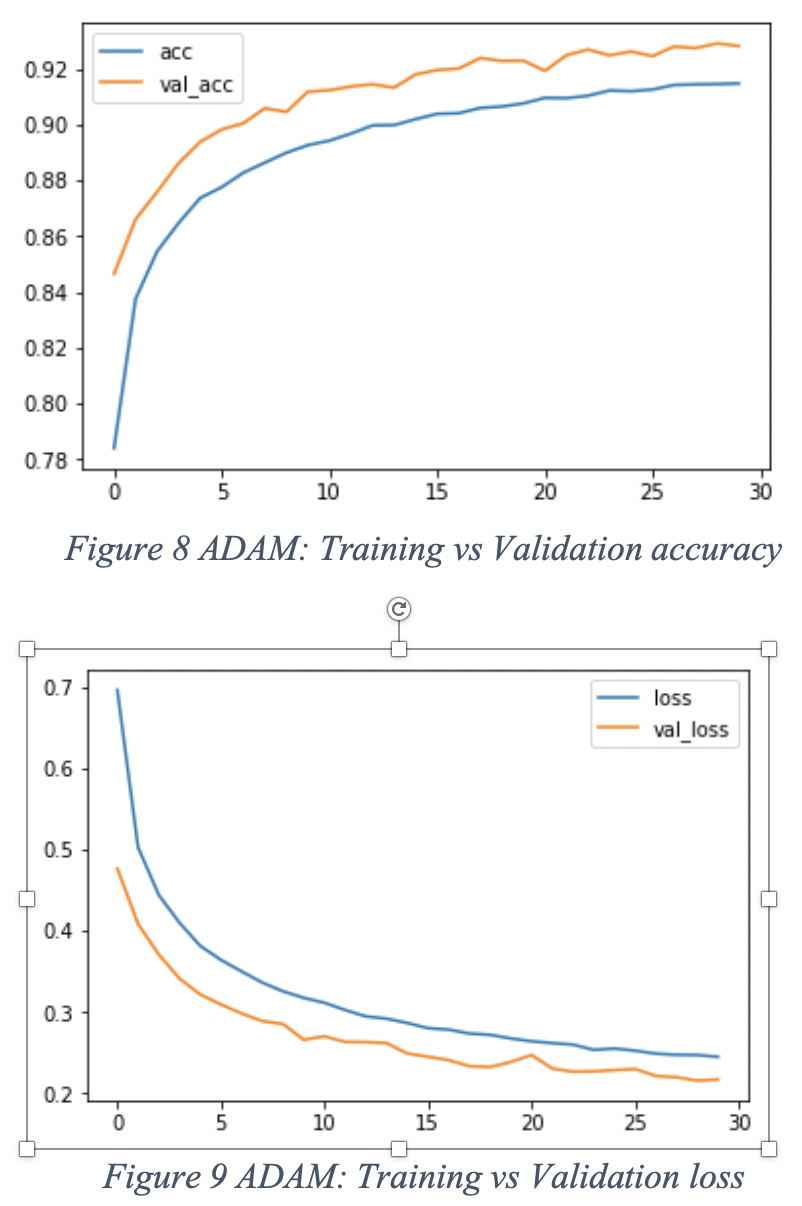 acc
val_acc
0.92
0.90
0.88
0.86
0.84
0.82
0.80
0.78
0 5 10 15 20 25 30
Figure 8 ADAM: Training vs Validation accuracy
loss
val_loss
0.7
0.6
0.5
0.4
0.3
0.2
0 5 10 15 20 25 30
Figure 9 ADAM: Training vs Validation loss